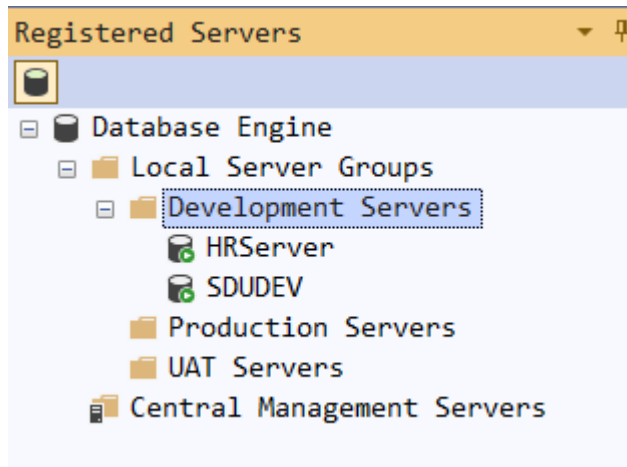 Registered Servers
Database Engine
Local Server Groups
Development Servers
HRServer
SDUDEV
Production Servers
UAT Servers
Central Management Servers